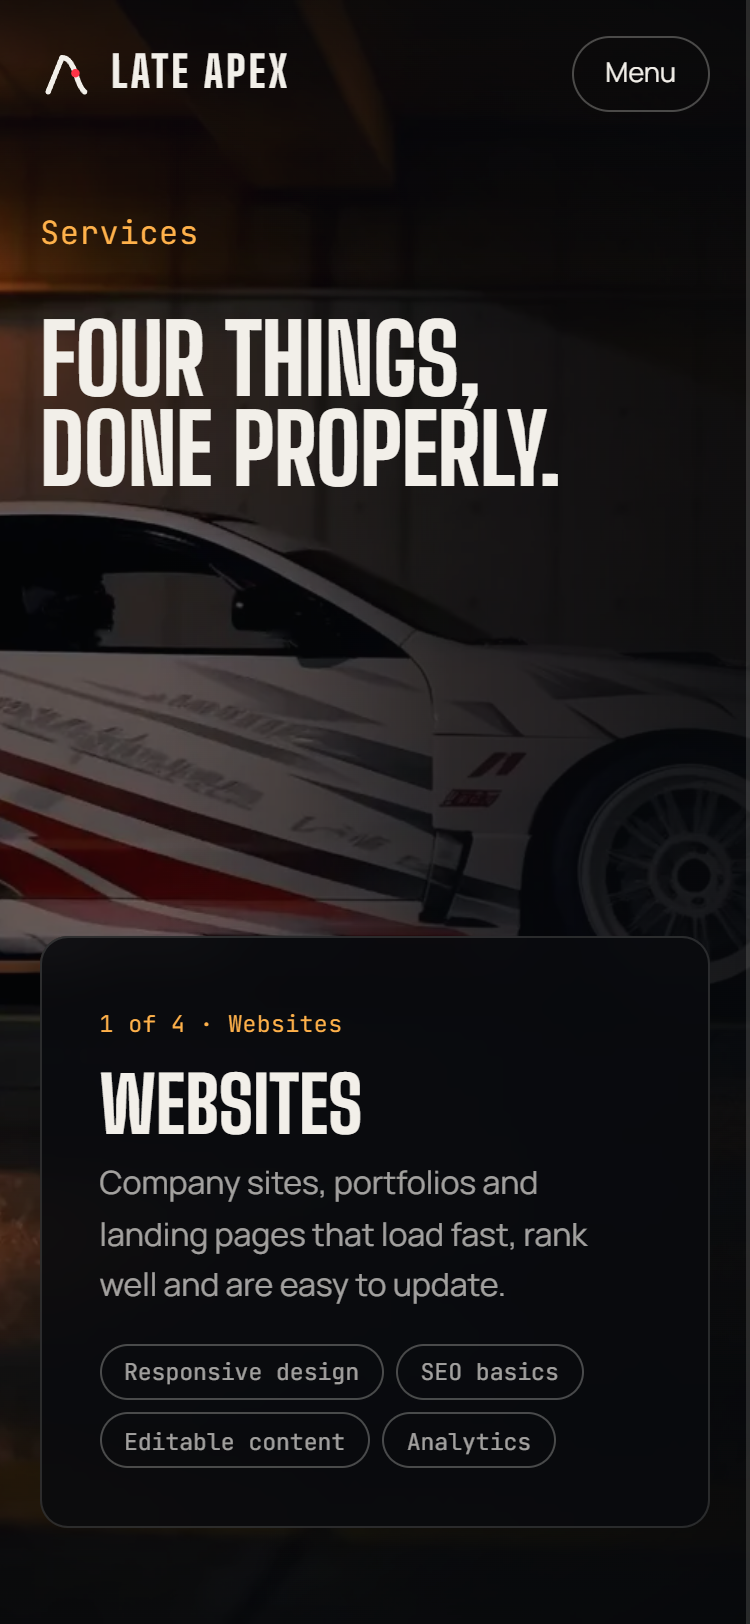 LATE APEX
Menu
Services
FOUR THINGS,
DONE PROPERLY.
1 of 4 · Websites
WEBSITES
Company sites, portfolios and
landing pages that load fast, rank
well and are easy to update.
Responsive design
SEO basics
Editable content
Analytics